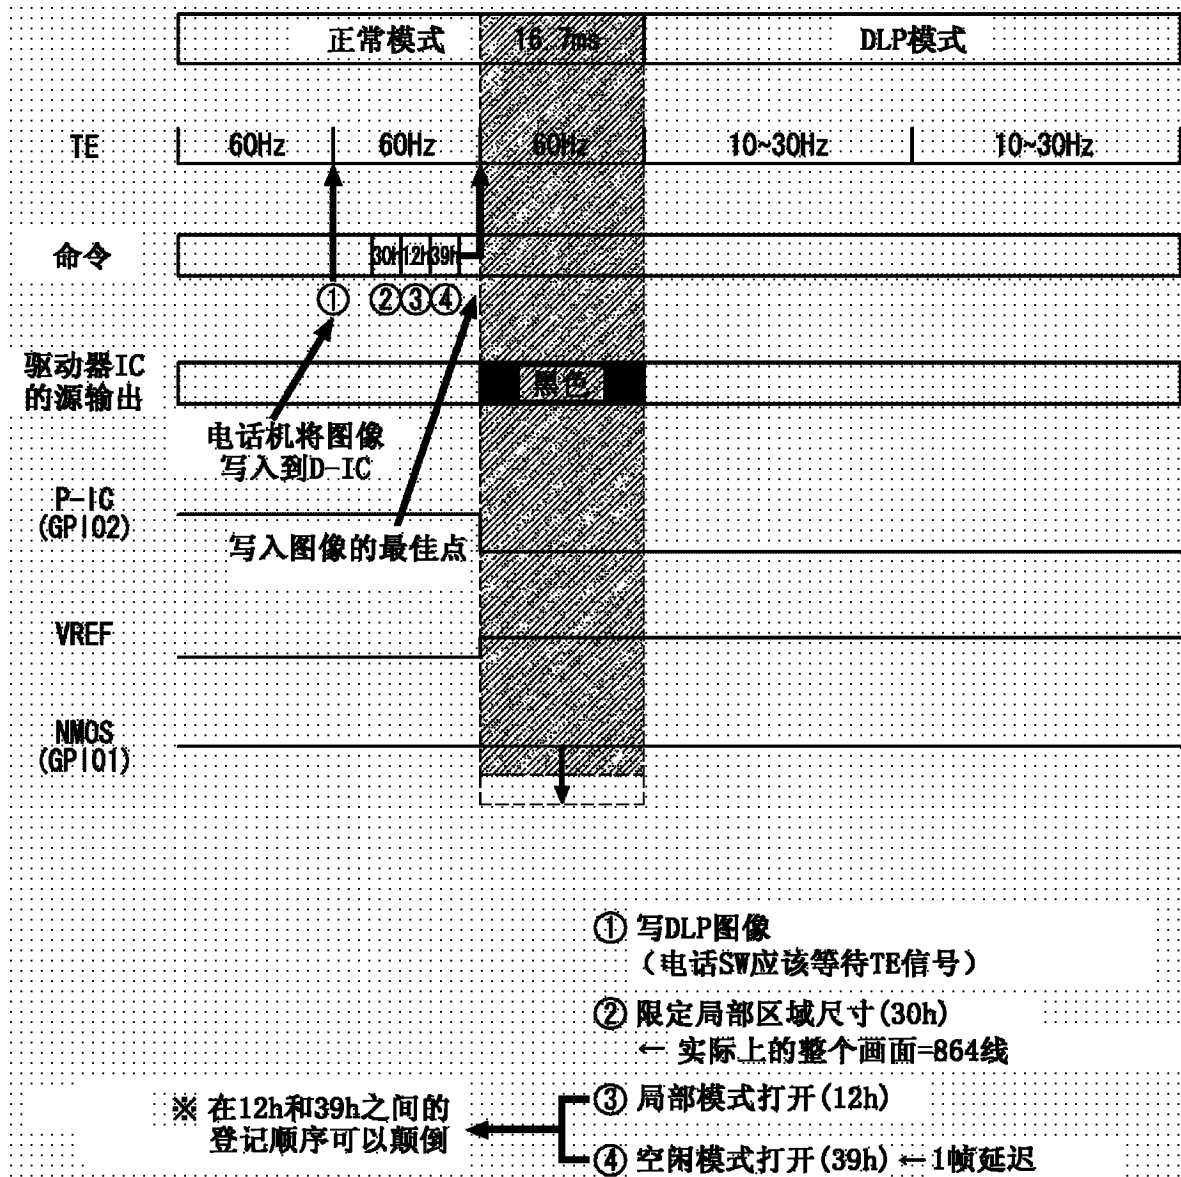 正常模式 16.7ms DLP模式
TE 60Hz 60Hz 60Hz 10~30Hz 10~30Hz
命令 30h 12h 39h
① ② ③ ④
驱动器IC
的源输出
黑色
电话机将图像
写入到D-IC
P-IC
(GPIO2)
写入图像的最佳点
VREF
NMOS
(GPIO1)
① 写DLP图像
（电话SW应该等待TE信号）
② 限定局部区域尺寸(30h)
← 实际上的整个画面=864线
③ 局部模式打开(12h)
※ 在12h和39h之间的
登记顺序可以颠倒
④ 空闲模式打开(39h) ←1帧延迟